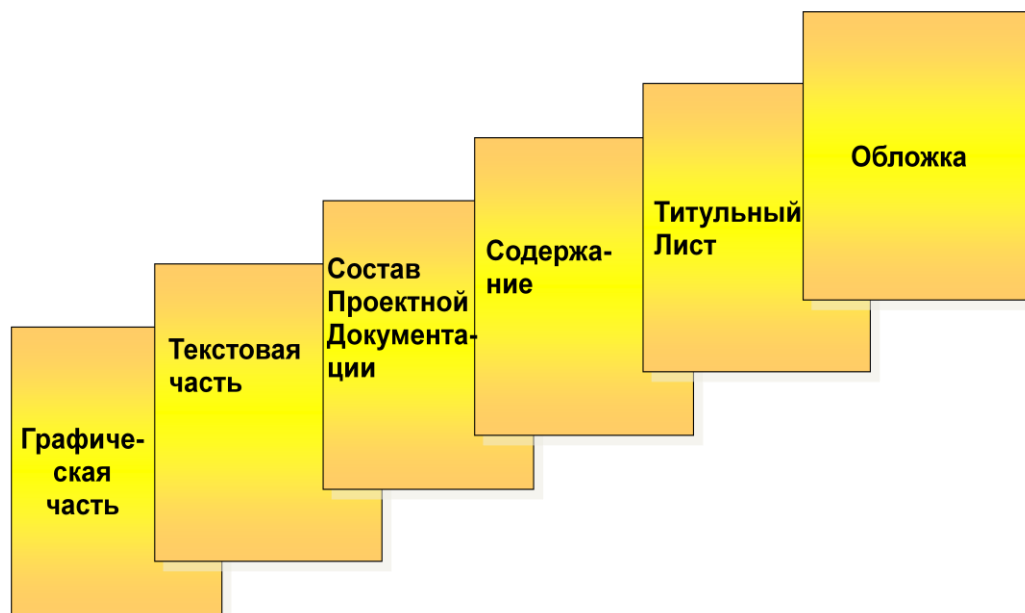 Графиче-
ская
часть
Текстовая
часть
Состав
Проектной
Документа-
ции
Содержа-
ние
Титульный
Лист
Обложка